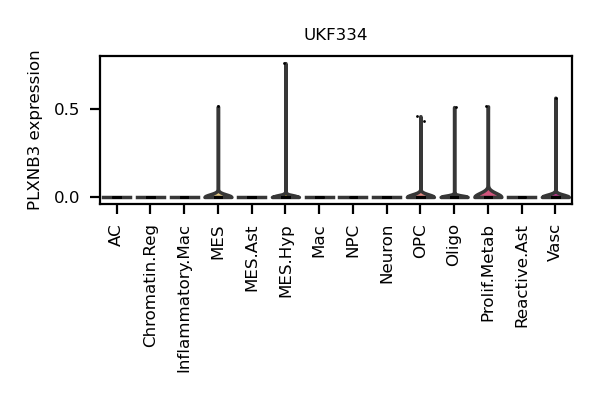 UKF334
PLXNB3 expression
0.5
0.0
AC
Chromatin.Reg
Inflammatory.Mac
MES
MES.Ast
MES.Hyp
Mac
NPC
Neuron
OPC
Oligo
Prolif.Metab
Reactive.Ast
Vasc